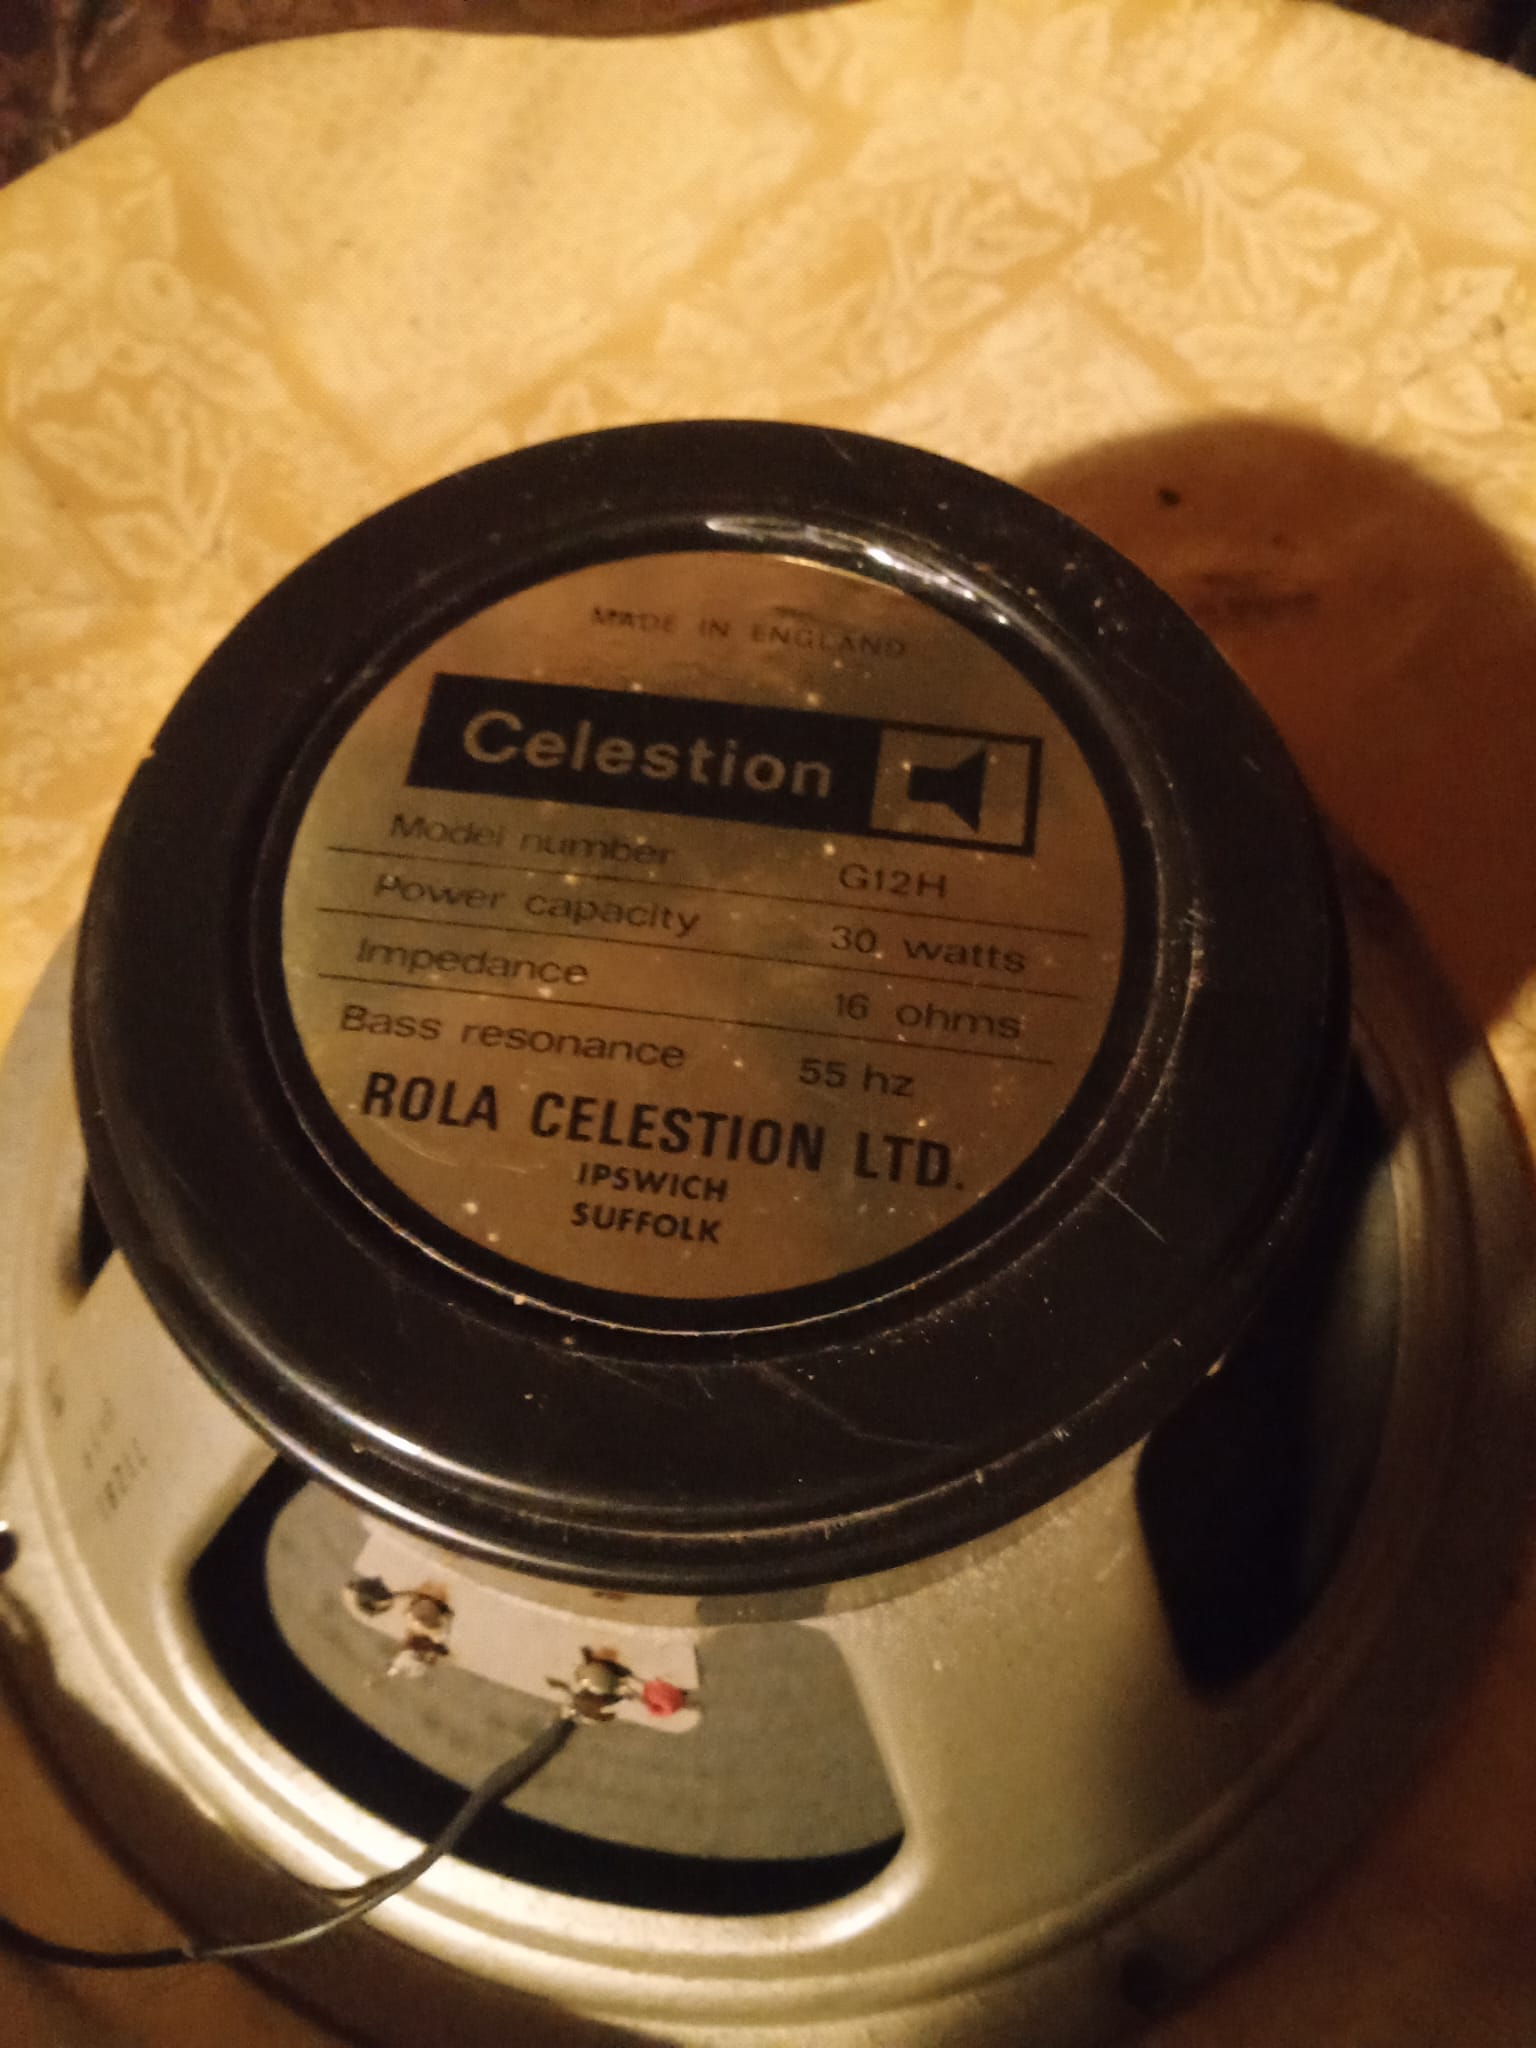 MADE IN ENGLAND
Celestion
Model number G12H
Power capacity 30 watts
Impedance 16 ohms
Bass resonance 55 hz
ROLA CELESTION LTD.
IPSWICH
SUFFOLK